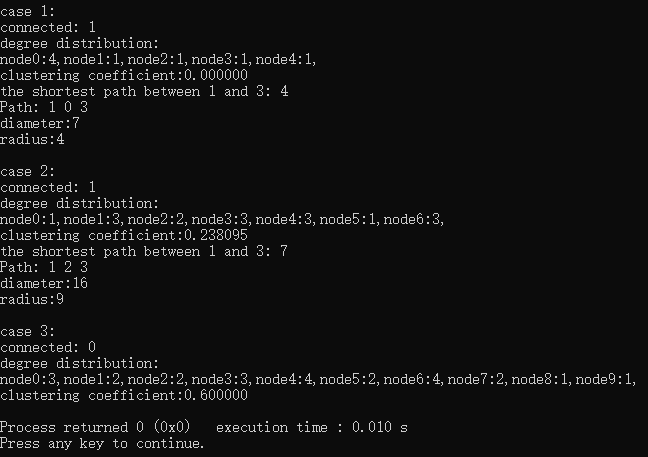 case 1:
connected: 1
degree distribution:
node0:4,node1:1,node2:1,node3:1,node4:1,
clustering coefficient:0.000000
the shortest path between 1 and 3: 4
Path: 1 0 3
diameter:7
radius:4
case 2:
connected: 1
degree distribution:
node0:1,node1:3,node2:2,node3:3,node4:3,node5:1,node6:3,
clustering coefficient:0.238095
the shortest path between 1 and 3: 7
Path: 1 2 3
diameter:16
radius:9
case 3:
connected: 0
degree distribution:
node0:3,node1:2,node2:2,node3:3,node4:4,node5:2,node6:4,node7:2,node8:1,node9:1,
clustering coefficient:0.600000
Process returned 0 (0x0)   execution time : 0.010 s
Press any key to continue.